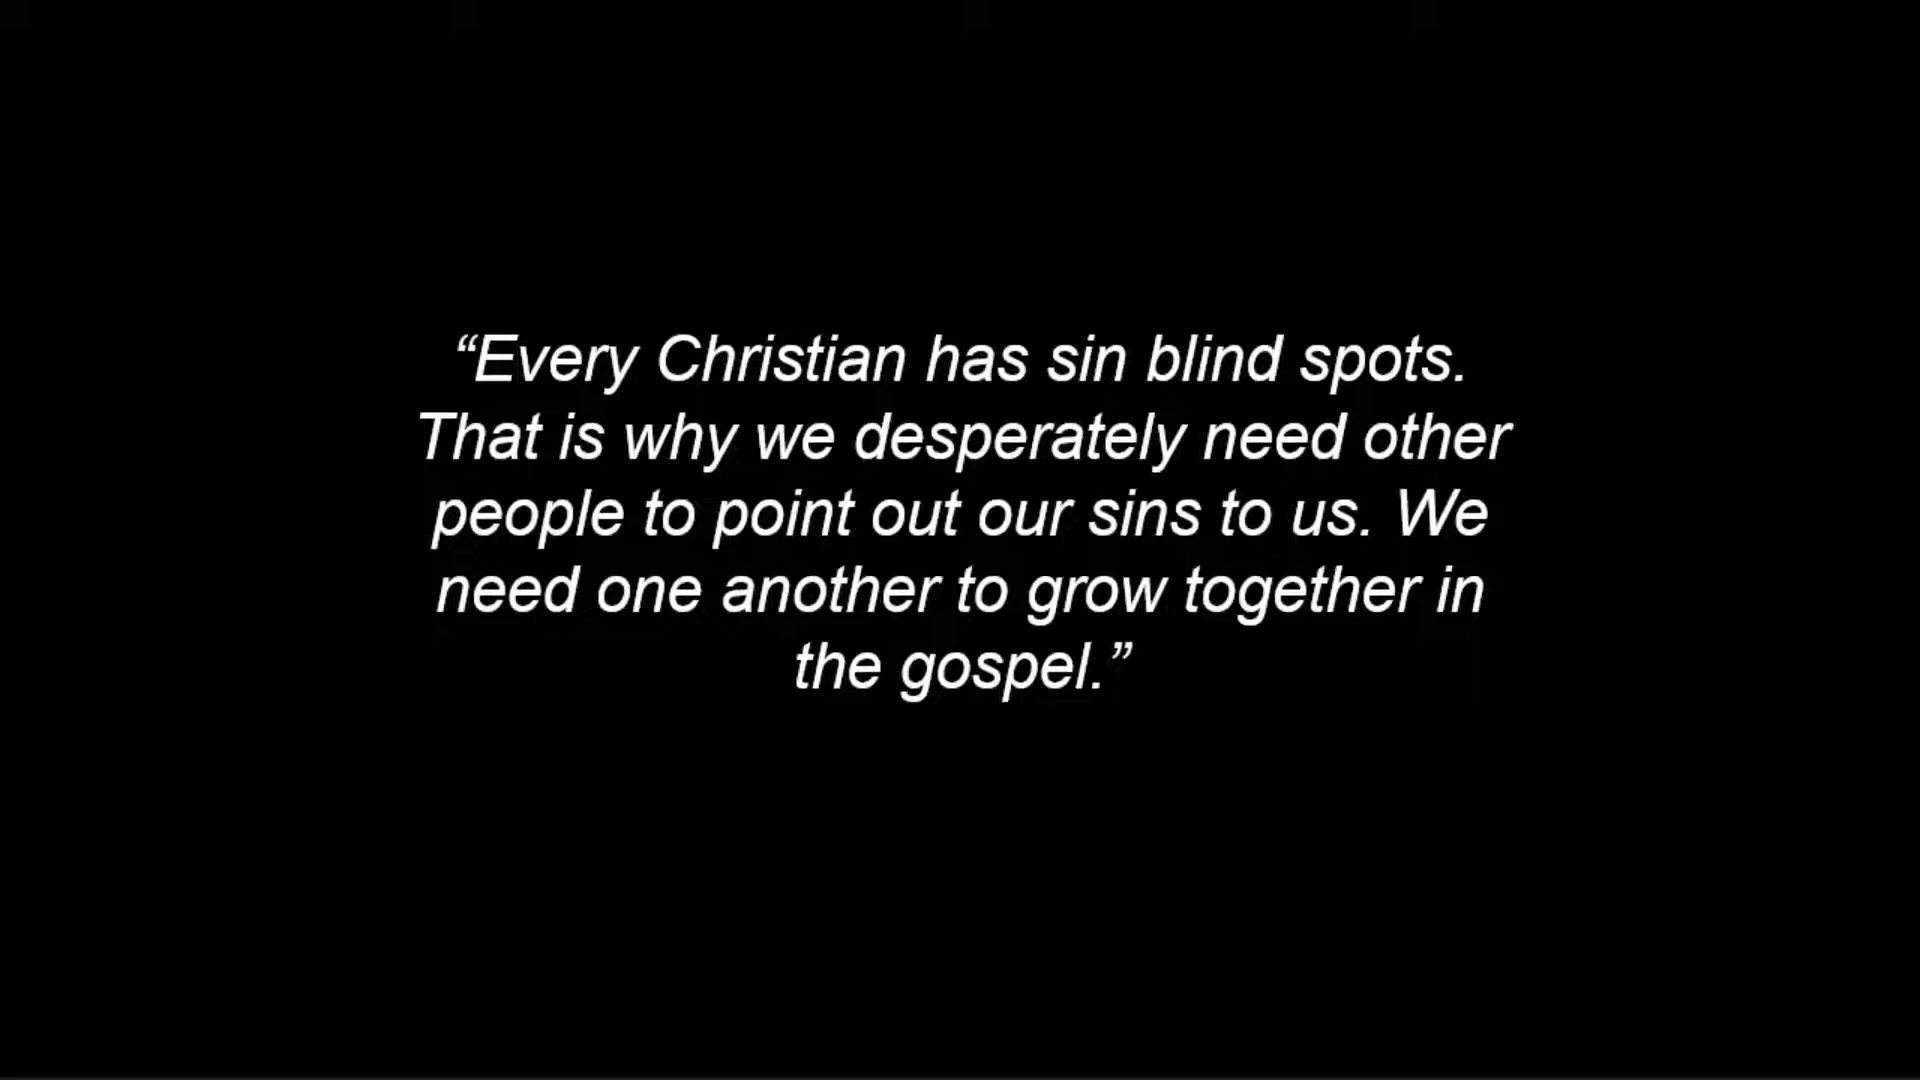 “Every Christian has sin blind spots.
That is why we desperately need other
people to point out our sins to us. We
need one another to grow together in
the gospel.”